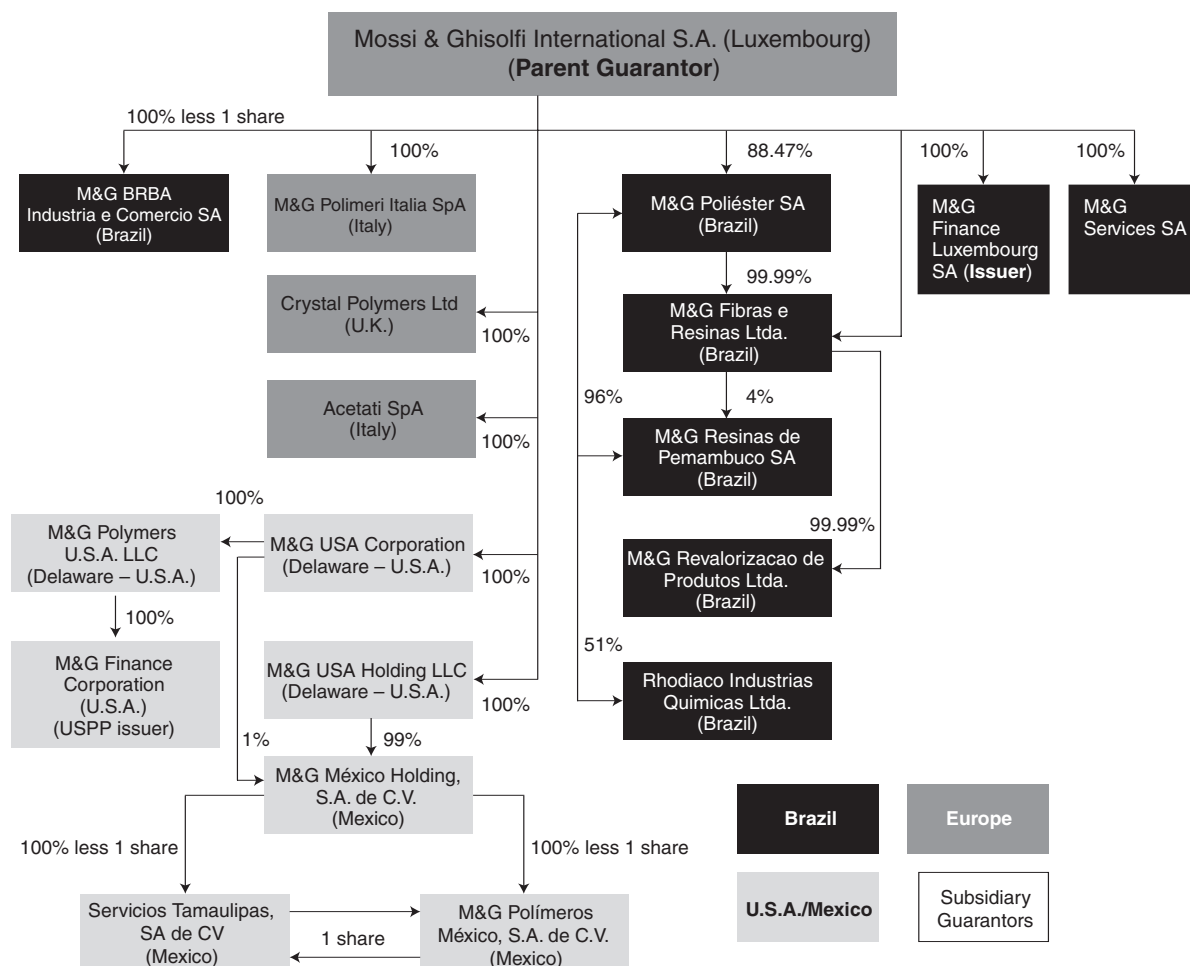 Mossi & Ghisolfi International S.A. (Luxembourg)
(Parent Guarantor)
100% less 1 share
100%
88.47%
100%
100%
M&G BRBA
Industria e Comercio SA
(Brazil)
M&G Polimeri Italia SpA
(Italy)
M&G Poliéster SA
(Brazil)
M&G
Finance
Luxembourg
SA (Issuer)
M&G
Services SA
99.99%
Crystal Polymers Ltd
(U.K.)
100%
M&G Fibras e
Resinas Ltda.
(Brazil)
96%
4%
Acetati SpA
(Italy)
100%
M&G Resinas de
Pemambuco SA
(Brazil)
100%
99.99%
M&G Polymers
U.S.A. LLC
(Delaware – U.S.A.)
M&G USA Corporation
(Delaware – U.S.A.)
100%
M&G Revalorizacao de
Produtos Ltda.
(Brazil)
100%
51%
M&G Finance
Corporation
(U.S.A.)
(USPP issuer)
M&G USA Holding LLC
(Delaware – U.S.A.)
100%
Rhodiaco Industrias
Quimicas Ltda.
(Brazil)
1%
99%
M&G México Holding,
S.A. de C.V.
(Mexico)
Brazil
Europe
100% less 1 share
100% less 1 share
Servicios Tamaulipas,
SA de CV
(Mexico)
1 share
M&G Polímeros
México, S.A. de C.V.
(Mexico)
U.S.A./Mexico
Subsidiary
Guarantors